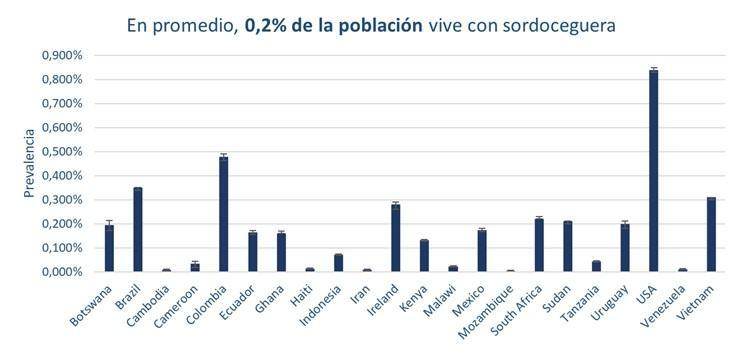 En promedio, 0,2% de la población vive con sordoceguera
0,900%
0,800%
0,700%
0,600%
0,500%
0,400%
0,300%
0,200%
0,100%
0,000%
Prevalencia
Botswana
Brazil
Cambodia
Cameroon
Colombia
Ecuador
Ghana
Haiti
Indonesia
Iran
Ireland
Kenya
Malawi
Mexico
Mozambique
South Africa
Sudan
Tanzania
Uruguay
USA
Venezuela
Vietnam